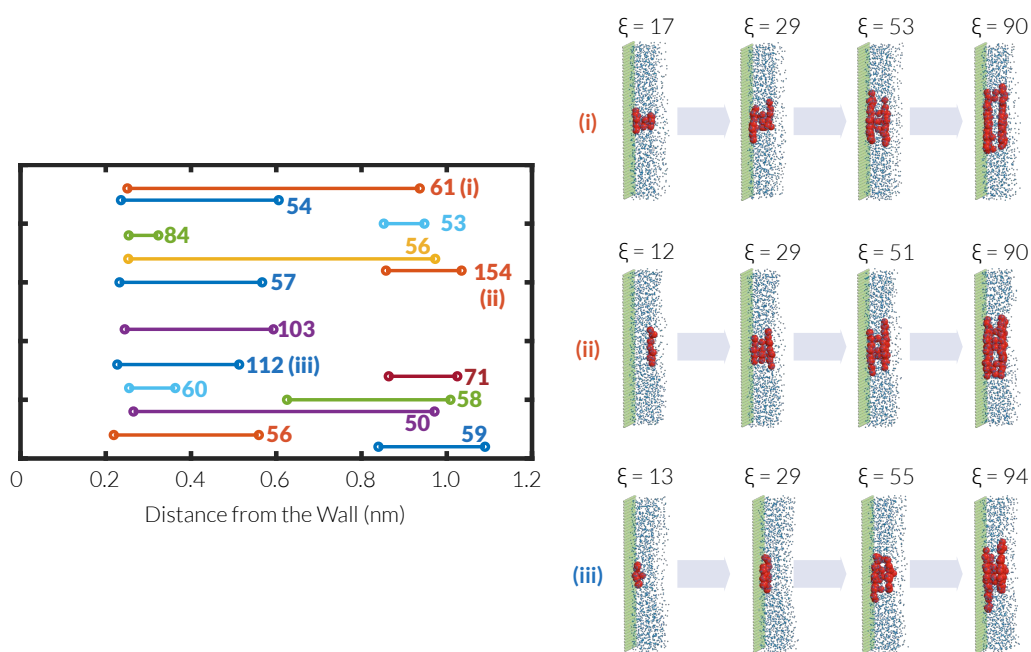 61 (i)
54
53
84
56
154
(ii)
57
103
112 (iii)
71
60
58
50
56
59
0
0.2
0.4
0.6
0.8
1.0
1.2
Distance from the Wall (nm)
ξ = 17
ξ = 29
ξ = 53
ξ = 90
(i)
ξ = 12
ξ = 29
ξ = 51
ξ = 90
(ii)
ξ = 13
ξ = 29
ξ = 55
ξ = 94
(iii)